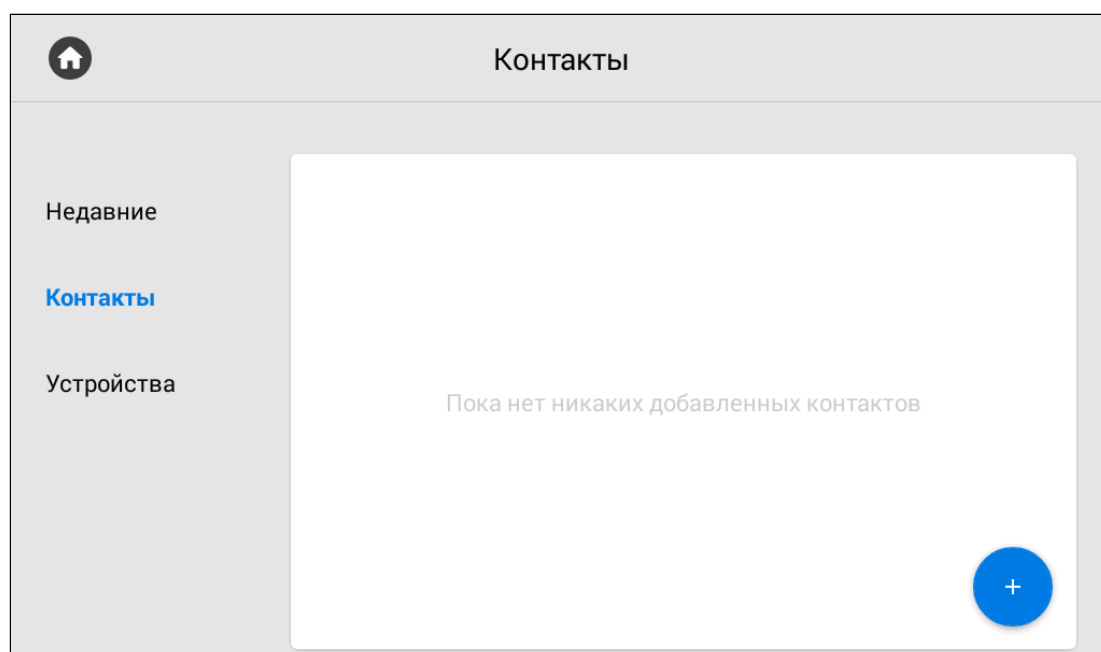 Контакты
Недавние
Контакты
Устройства
Пока нет никаких добавленных контактов
+